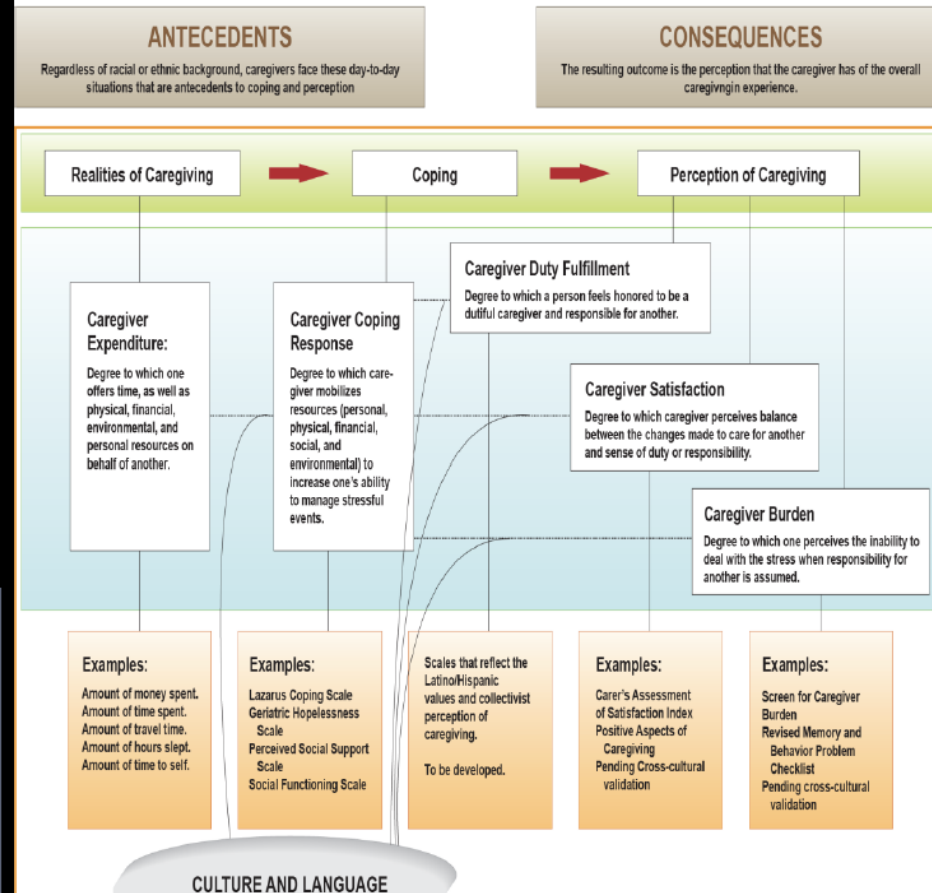 ANTECEDENTS
Regardless of racial or ethnic background, caregivers face these day-to-day
situations that are antecedents to coping and perception
CONSEQUENCES
The resulting outcome is the perception that the caregiver has of the overall
caregivngin experience.
Realities of Caregiving
Coping
Perception of Caregiving
Caregiver
Expenditure:
Degree to which one
offers time, as well as
physical, financial,
environmental, and
personal resources on
behalf of another.
Caregiver Coping
Response
Degree to which care-
giver mobilizes
resources (personal,
physical, financial,
social, and
environmental) to
increase one's ability
to manage stressful
events.
Caregiver Duty Fulfillment
Degree to which a person feels honored to be a
dutiful caregiver and responsible for another.
Caregiver Satisfaction
Degree to which caregiver perceives balance
between the changes made to care for another
and sense of duty or responsibility.
Caregiver Burden
Degree to which one perceives the inability to
deal with the stress when responsibility for
another is assumed.
Examples:
Amount of money spent.
Amount of time spent.
Amount of travel time.
Amount of hours slept.
Amount of time to self.
Examples:
Lazarus Coping Scale
Geriatric Hopelessness
Scale
Perceived Social Support
Scale
Social Functioning Scale
Scales that reflect the
Latino/Hispanic
values and collectivist
perception of
caregiving.
To be developed.
Examples:
Carer's Assessment
of Satisfaction Index
Positive Aspects of
Caregiving
Pending Cross-cultural
validation
Examples:
Screen for Caregiver
Burden
Revised Memory and
Behavior Problem
Checklist
Pending cross-cultural
validation
CULTURE AND LANGUAGE